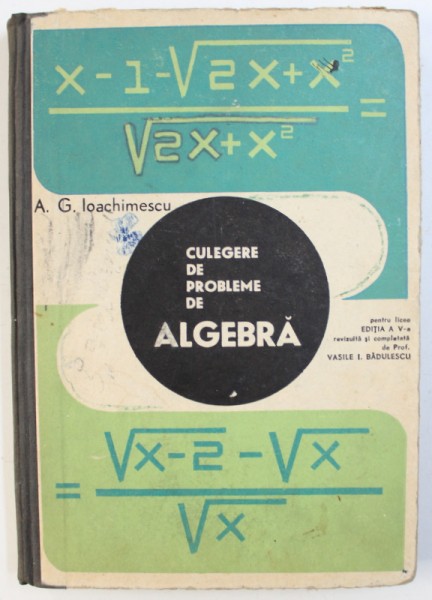 x - 1 - √2x + x²
√2x + x²
=
A. G. Ioachimescu
CULEGERE
DE
PROBLEME
DE
ALGEBRĂ
pentru licee
EDIȚIA A V-a
revizuită și completată
de Prof.
VASILE I. BĂDULESCU
=
√x-2 - √x
√x